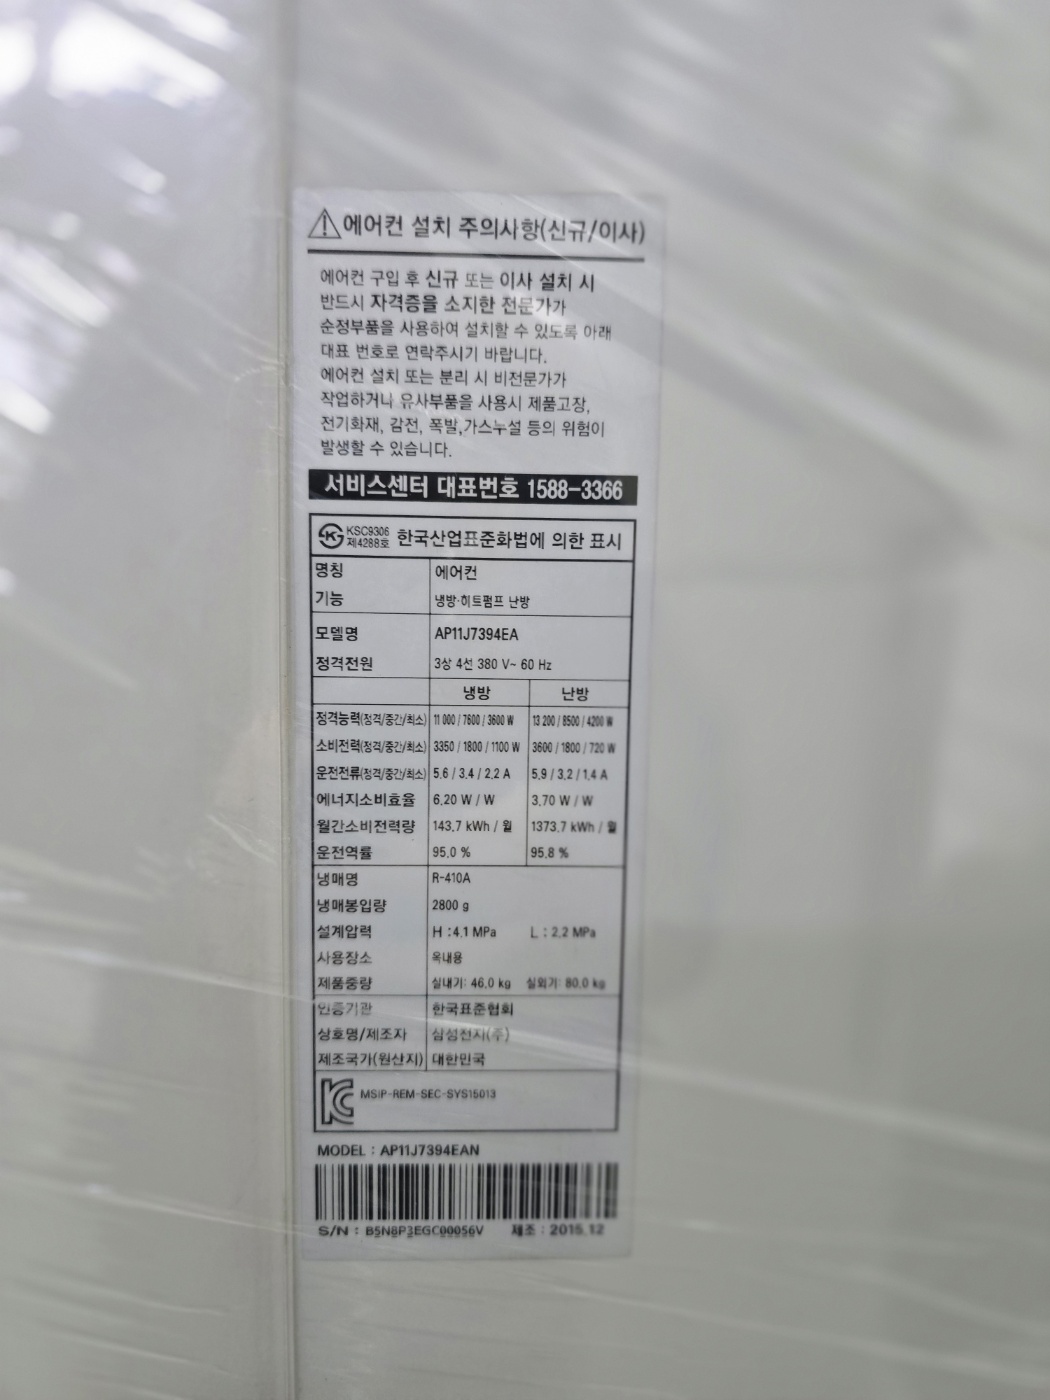 ⚠에어컨 설치 주의사항(신규/이사)
에어컨 구입 후 신규 또는 이사 설치 시
반드시 자격증을 소지한 전문가가
순정부품을 사용하여 설치할 수 있도록 아래
대표 번호로 연락주시기 바랍니다.
에어컨 설치 또는 분리 시 비전문가가
작업하거나 유사부품을 사용시 제품고장,
전기화재, 감전, 폭발,가스누설 등의 위험이
발생할 수 있습니다.
서비스센터 대표번호 1588-3366
KSC9306
제4288호 한국산업표준화법에 의한 표시
명칭 에어컨
기능 냉방·히트펌프 난방
모델명 AP11J7394EA
정격전원 3상 4선 380 V~ 60 Hz
냉방 난방
정격능력(정격/중간/최소) 11 000 / 7800 / 3600 W 13 200 / 8500 / 4200 W
소비전력(정격/중간/최소) 3350 / 1800 / 1100 W 3600 / 1800 / 720 W
운전전류(정격/중간/최소) 5.6 / 3.4 / 2.2 A 5.9 / 3.2 / 1.4 A
에너지소비효율 6.20 W / W 3.70 W / W
월간소비전력량 143.7 kWh / 월 1373.7 kWh / 월
운전역률 95.0 % 95.8 %
냉매명 R-410A
냉매봉입량 2800 g
설계압력 H : 4.1 MPa L : 2.2 MPa
사용장소 옥내용
제품중량 실내기: 46.0 kg 실외기: 80.0 kg
인증기관 한국표준협회
상호명/제조자 삼성전자(주)
제조국가(원산지) 대한민국
MSIP-REM-SEC-SYS15013
MODEL : AP11J7394EAN
S/N : B5N8P3EGC00056V 제조 : 2015.12